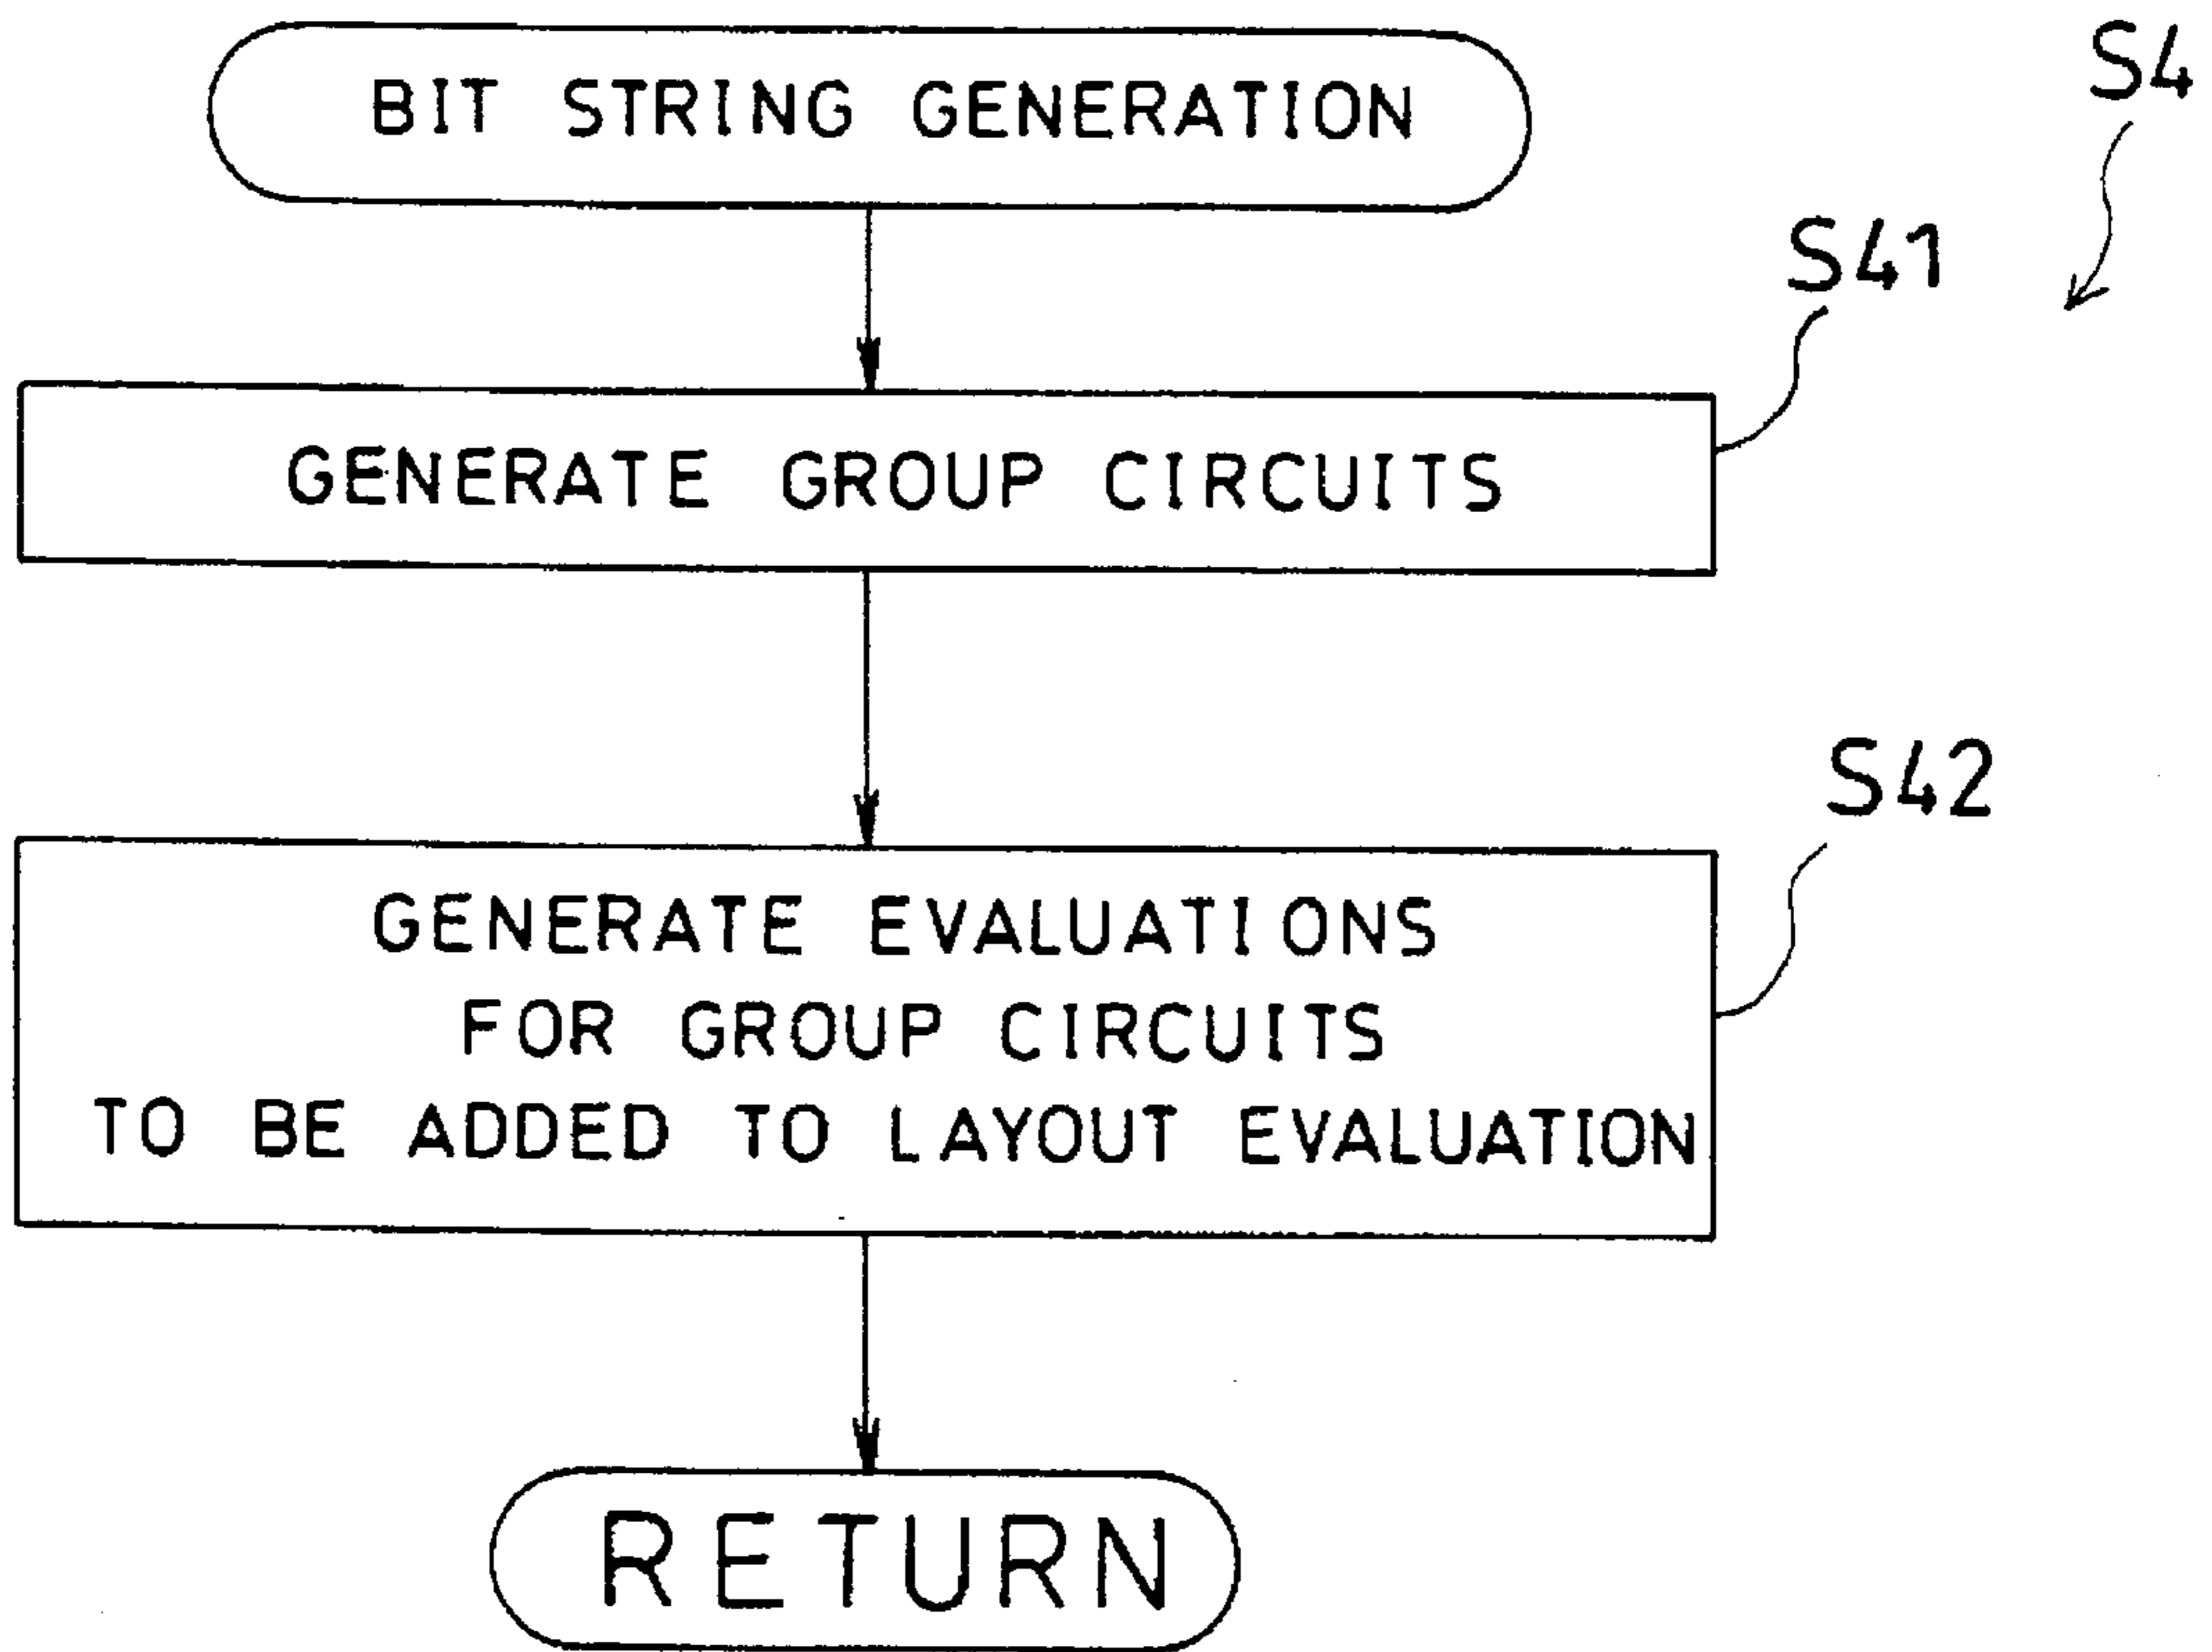 BIT STRING GENERATION
S4
S41
GENERATE GROUP CIRCUITS
S42
GENERATE EVALUATIONS
FOR GROUP CIRCUITS
TO BE ADDED TO LAYOUT EVALUATION
RETURN